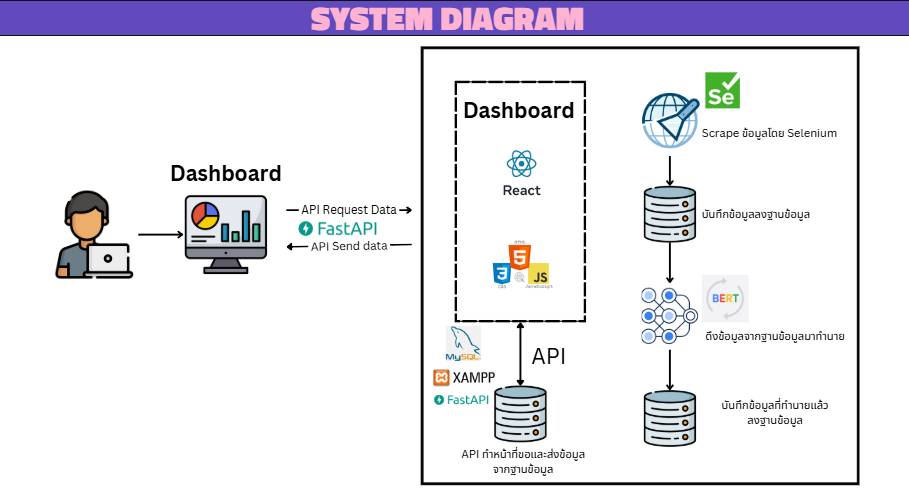 SYSTEM DIAGRAM
Dashboard
API Request Data
FastAPI
API Send data
Dashboard
React
HTML
5
3
CSS
JS
JavaScript
MySQL
XAMPP
FastAPI
API
API ทำหน้าที่ขอและส่งข้อมูล
จากฐานข้อมูล
Se
Scrape ข้อมูลโดย Selenium
บันทึกข้อมูลลงฐานข้อมูล
BERT
ดึงข้อมูลจากฐานข้อมูลมาทำนาย
บันทึกข้อมูลที่ทำนายแล้ว
ลงฐานข้อมูล